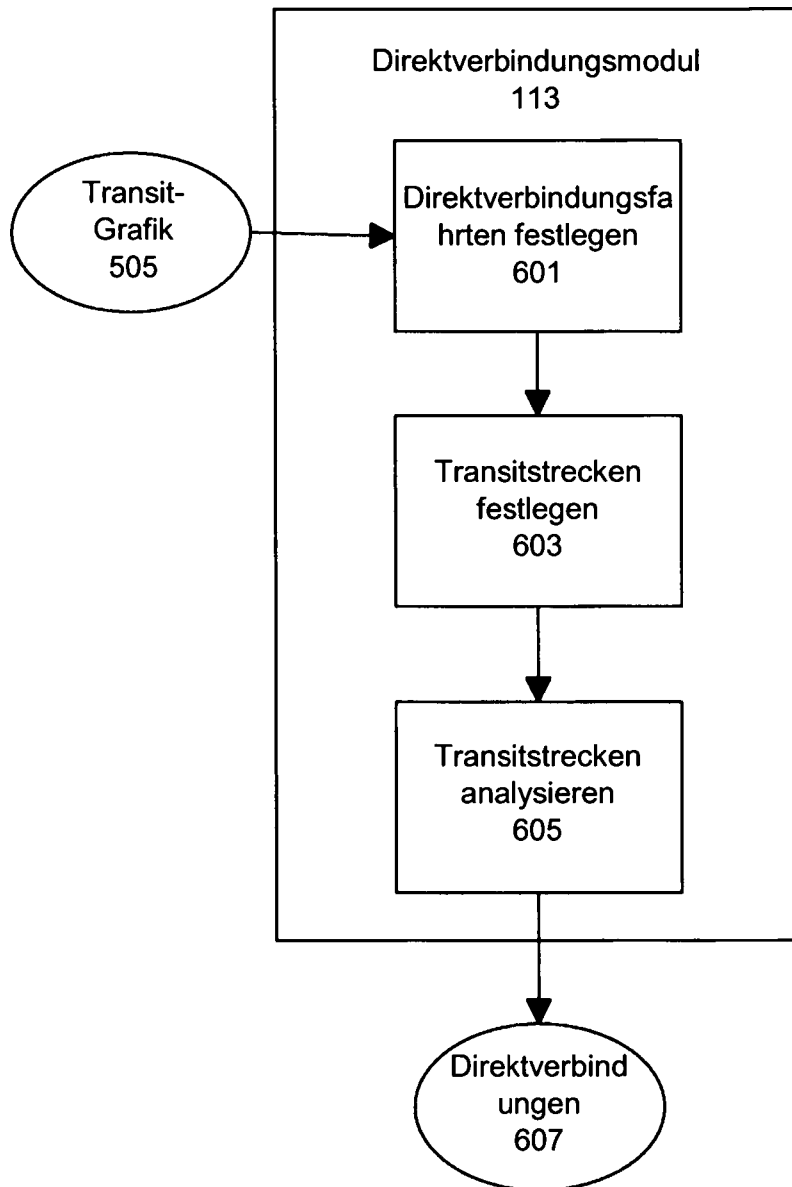 Direktverbindungsmodul
113
Transit-
Grafik
505
Direktverbindungsfa
hrten festlegen
601
Transitstrecken
festlegen
603
Transitstrecken
analysieren
605
Direktverbind
ungen
607